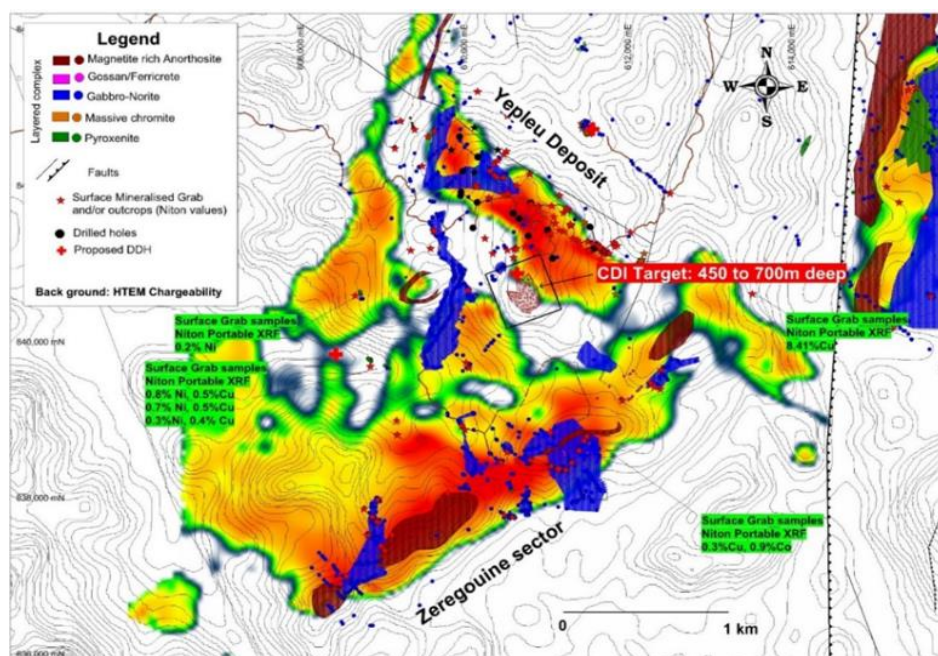 Legend
Layered complex
Magnetite rich Anorthosite
Gossan/Ferricrete
Gabbro-Norite
Massive chromite
Pyroxenite
Faults
Surface Mineralised Grab
and/or outcrops (Niton values)
Drilled holes
Proposed DDH
Back ground: HTEM Chargeability
612,000 mE
614,000 mE
N
W E
S
Yepleu Deposit
CDI Target: 450 to 700m deep
Surface Grab samples
Niton Portable XRF
0.2% Ni
Surface Grab samples
Niton Portable XRF
8.41%Cu
840,000 mN
Surface Grab samples
Niton Portable XRF
0.8% Ni, 0.5%Cu
0.7% Ni, 0.5%Cu
0.3%Ni, 0.4% Cu
838,000 mN
Surface Grab samples
Niton Portable XRF
0.3%Cu, 0.9%Co
Zeregouine sector
0 1 km